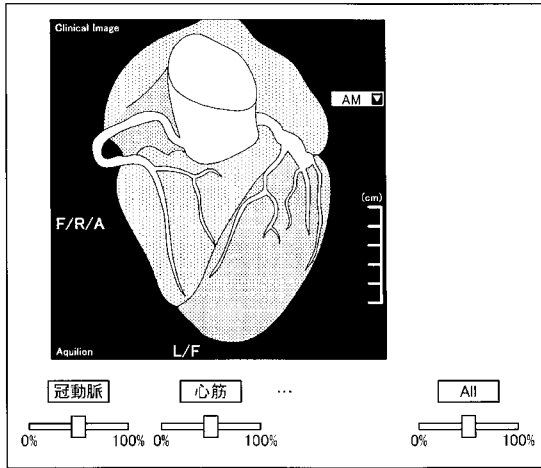 Clinical Image
AM
(cm)
F/R/A
Aquilion
L/F
冠動脈
心筋
…
All
0% 100%
0% 100%
0% 100%